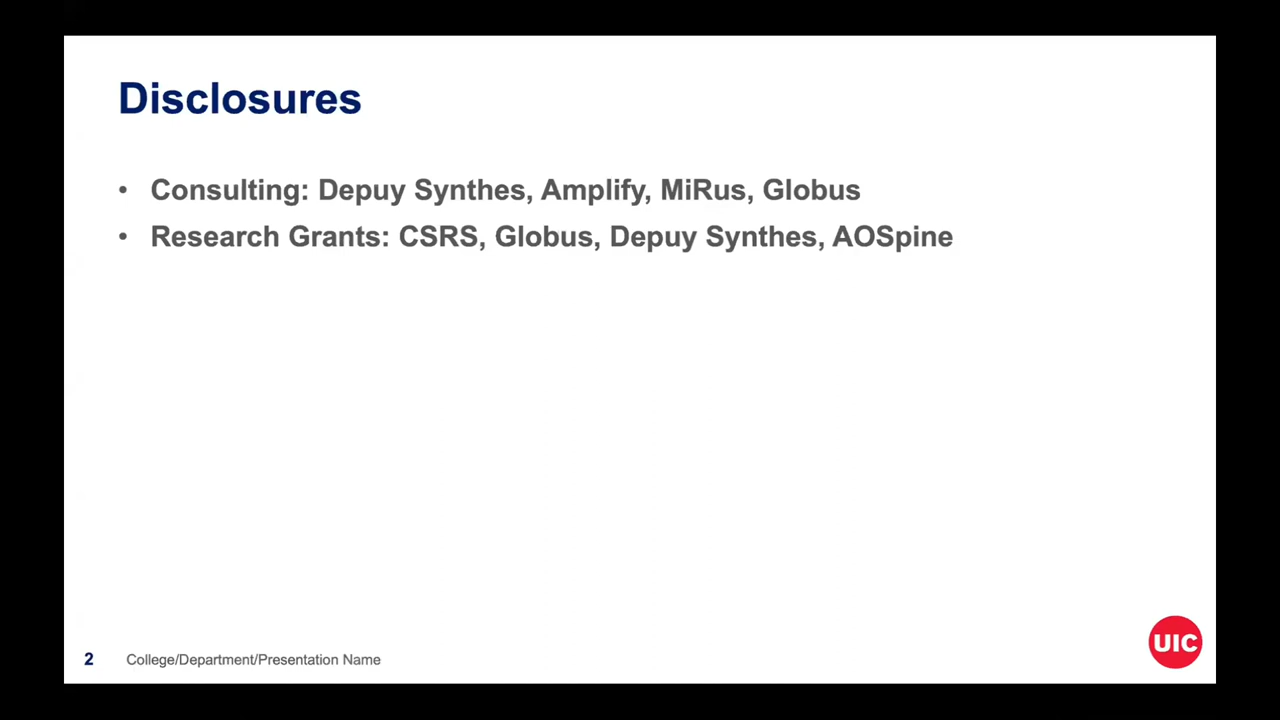 Disclosures
• Consulting: Depuy Synthes, Amplify, MiRus, Globus
• Research Grants: CSRS, Globus, Depuy Synthes, AOSpine
2 College/Department/Presentation Name
UIC